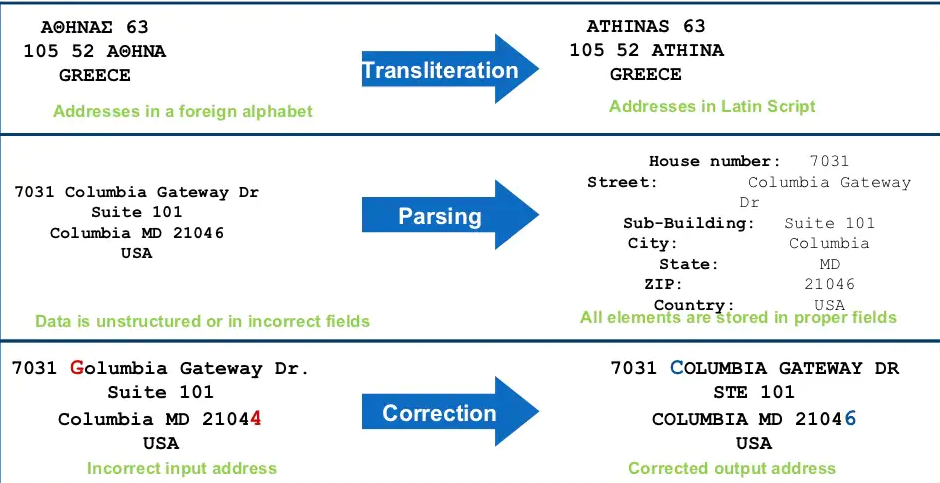 ΑΘΗΝΑΣ 63
105 52 ΑΘΗΝΑ
GREECE
Addresses in a foreign alphabet
Transliteration
ATHINAS 63
105 52 ATHINA
GREECE
Addresses in Latin Script
7031 Columbia Gateway Dr
Suite 101
Columbia MD 21046
USA
Data is unstructured or in incorrect fields
Parsing
House number: 7031
Street: Columbia Gateway
Dr
Sub-Building: Suite 101
City: Columbia
State: MD
ZIP: 21046
Country: USA
All elements are stored in proper fields
7031 Golumbia Gateway Dr.
Suite 101
Columbia MD 21044
USA
Incorrect input address
Correction
7031 COLUMBIA GATEWAY DR
STE 101
COLUMBIA MD 21046
USA
Corrected output address